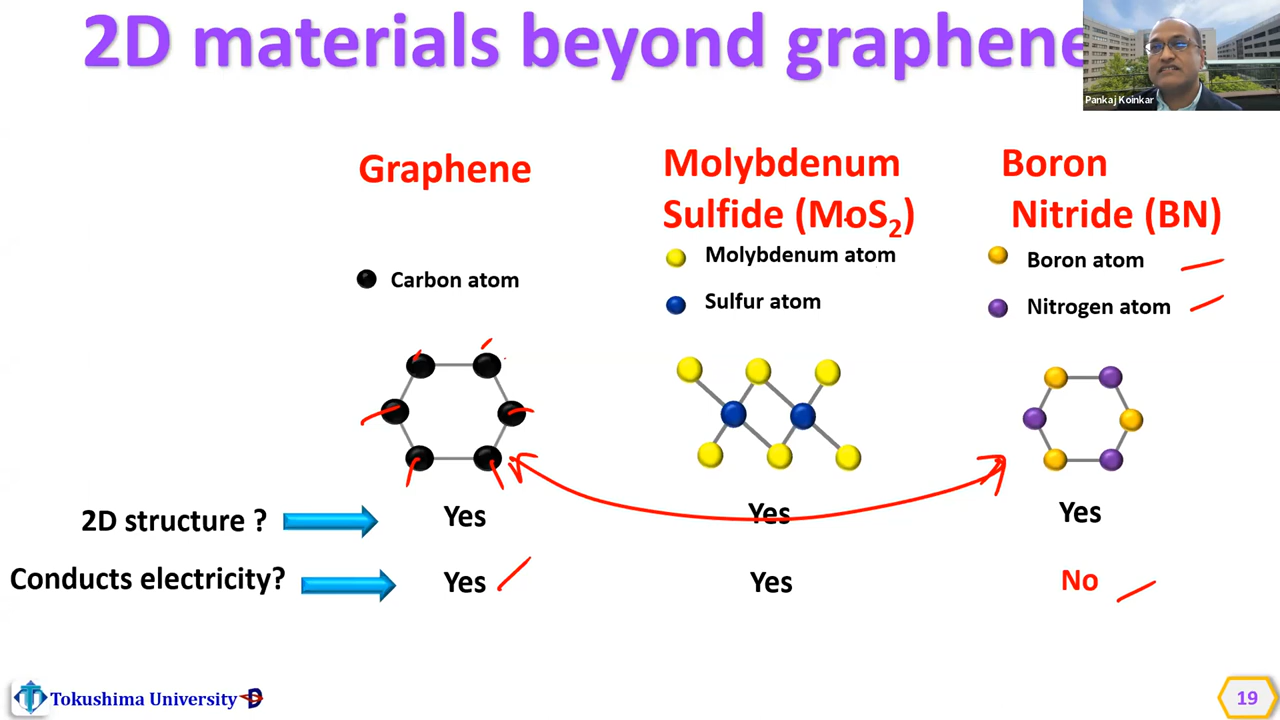 2D materials beyond graphene
Pankaj Koinkar
Graphene
Molybdenum
Sulfide (MoS₂)
Boron
Nitride (BN)
Carbon atom
Molybdenum atom
Sulfur atom
Boron atom
Nitrogen atom
2D structure ? Yes Yes Yes
Conducts electricity? Yes Yes No
Tokushima University
19